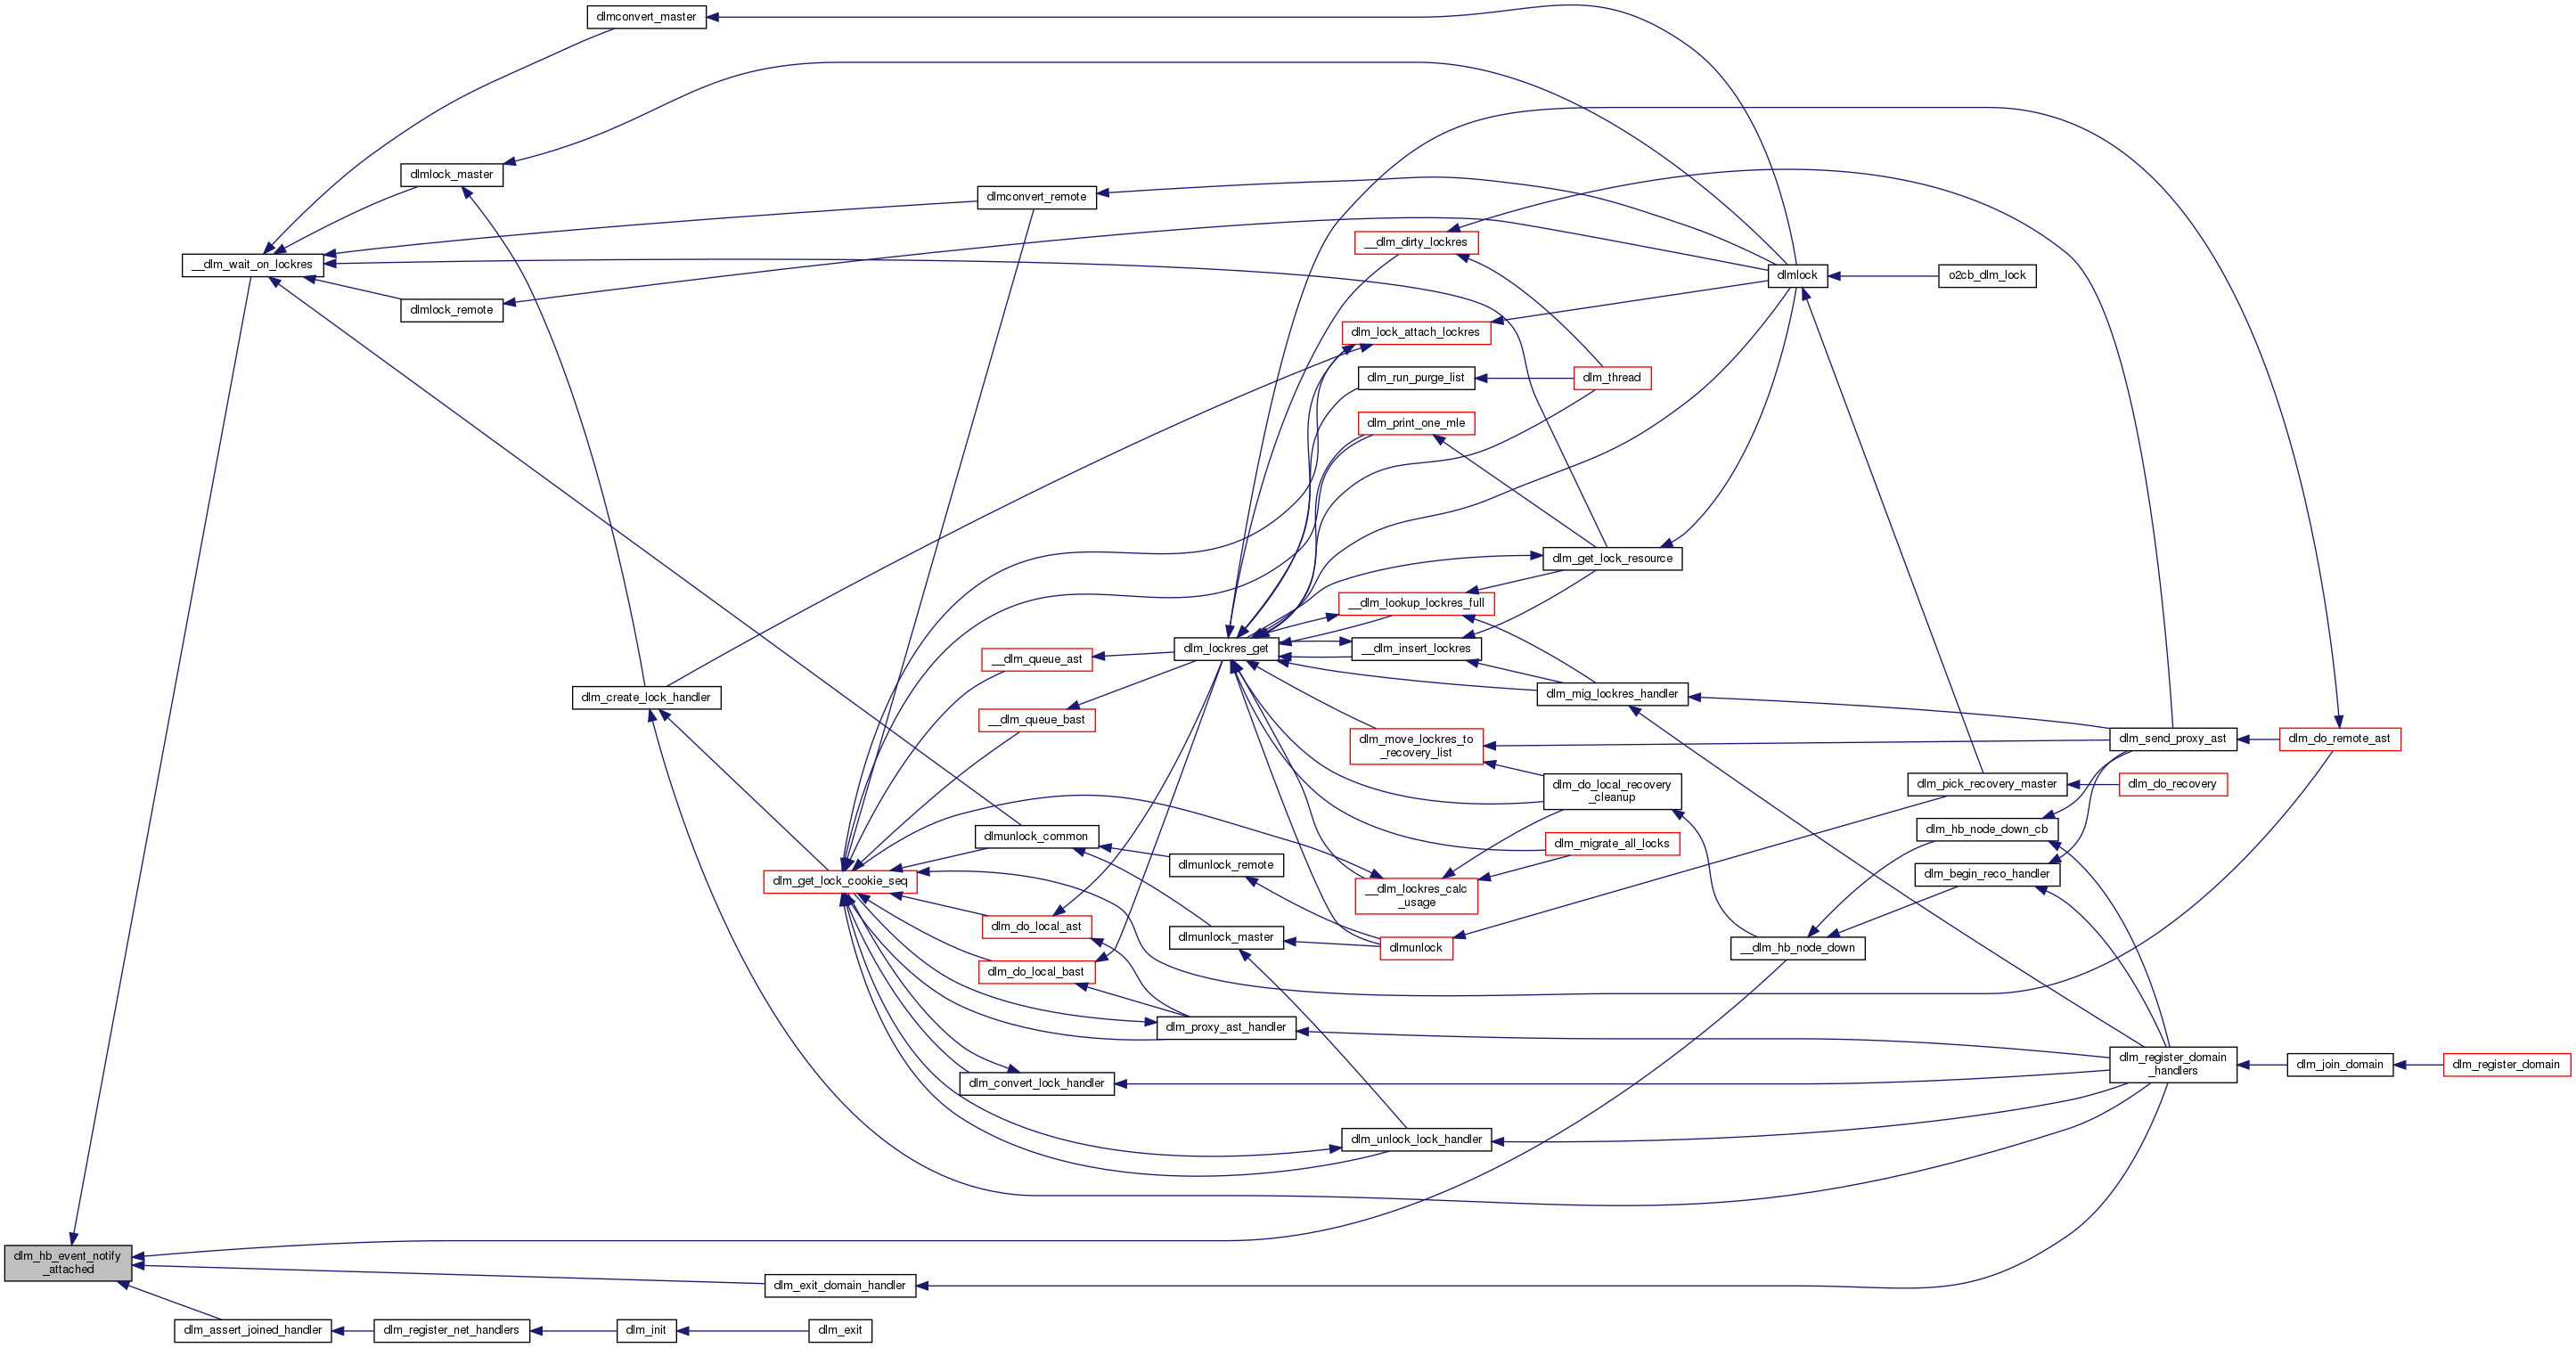 dlmconvert_master
dlmlock_master
dlmconvert_remote
__dlm_dirty_lockres
__dlm_wait_on_lockres
dlmlock
o2cb_dlm_lock
dlmlock_remote
dlm_lock_attach_lockres
dlm_run_purge_list
dlm_thread
dlm_print_one_mle
dlm_get_lock_resource
__dlm_lookup_lockres_full
dlm_lockres_get
__dlm_insert_lockres
__dlm_queue_ast
dlm_create_lock_handler
dlm_mig_lockres_handler
__dlm_queue_bast
dlm_move_lockres_to
_recovery_list
dlm_send_proxy_ast
dlm_do_remote_ast
dlm_do_local_recovery
_cleanup
dlm_pick_recovery_master
dlm_do_recovery
dlmunlock_common
dlm_hb_node_down_cb
dlm_migrate_all_locks
dlmunlock_remote
dlm_get_lock_cookie_seq
dlm_begin_reco_handler
__dlm_lockres_calc
_usage
dlm_do_local_ast
dlmunlock_master
dlmunlock
__dlm_hb_node_down
dlm_do_local_bast
dlm_proxy_ast_handler
dlm_register_domain
_handlers
dlm_join_domain
dlm_register_domain
dlm_convert_lock_handler
dlm_unlock_lock_handler
dlm_hb_event_notify
_attached
dlm_exit_domain_handler
dlm_assert_joined_handler
dlm_register_net_handlers
dlm_init
dlm_exit